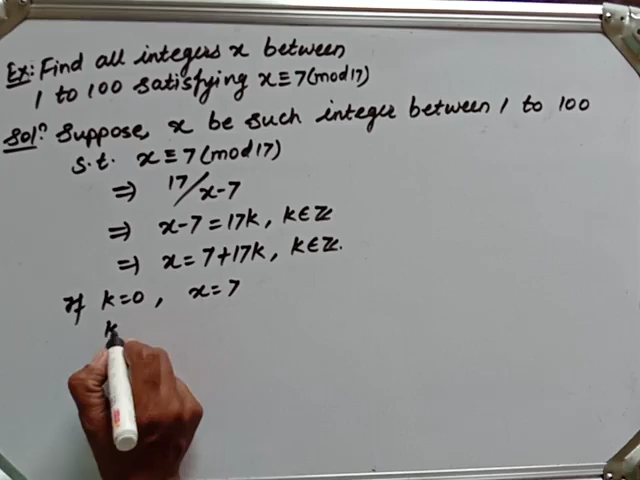 Ex: Find all integers x between
1 to 100 satisfying x≡7(mod17)
Sol? Suppose, x be such integer between 1 to 100
s.t. x≡7(mod17)
⇒ 17/x-7
⇒ x-7=17k, k∈ℤ
⇒ x=7+17k, k∈ℤ.
If k=0, x=7
k